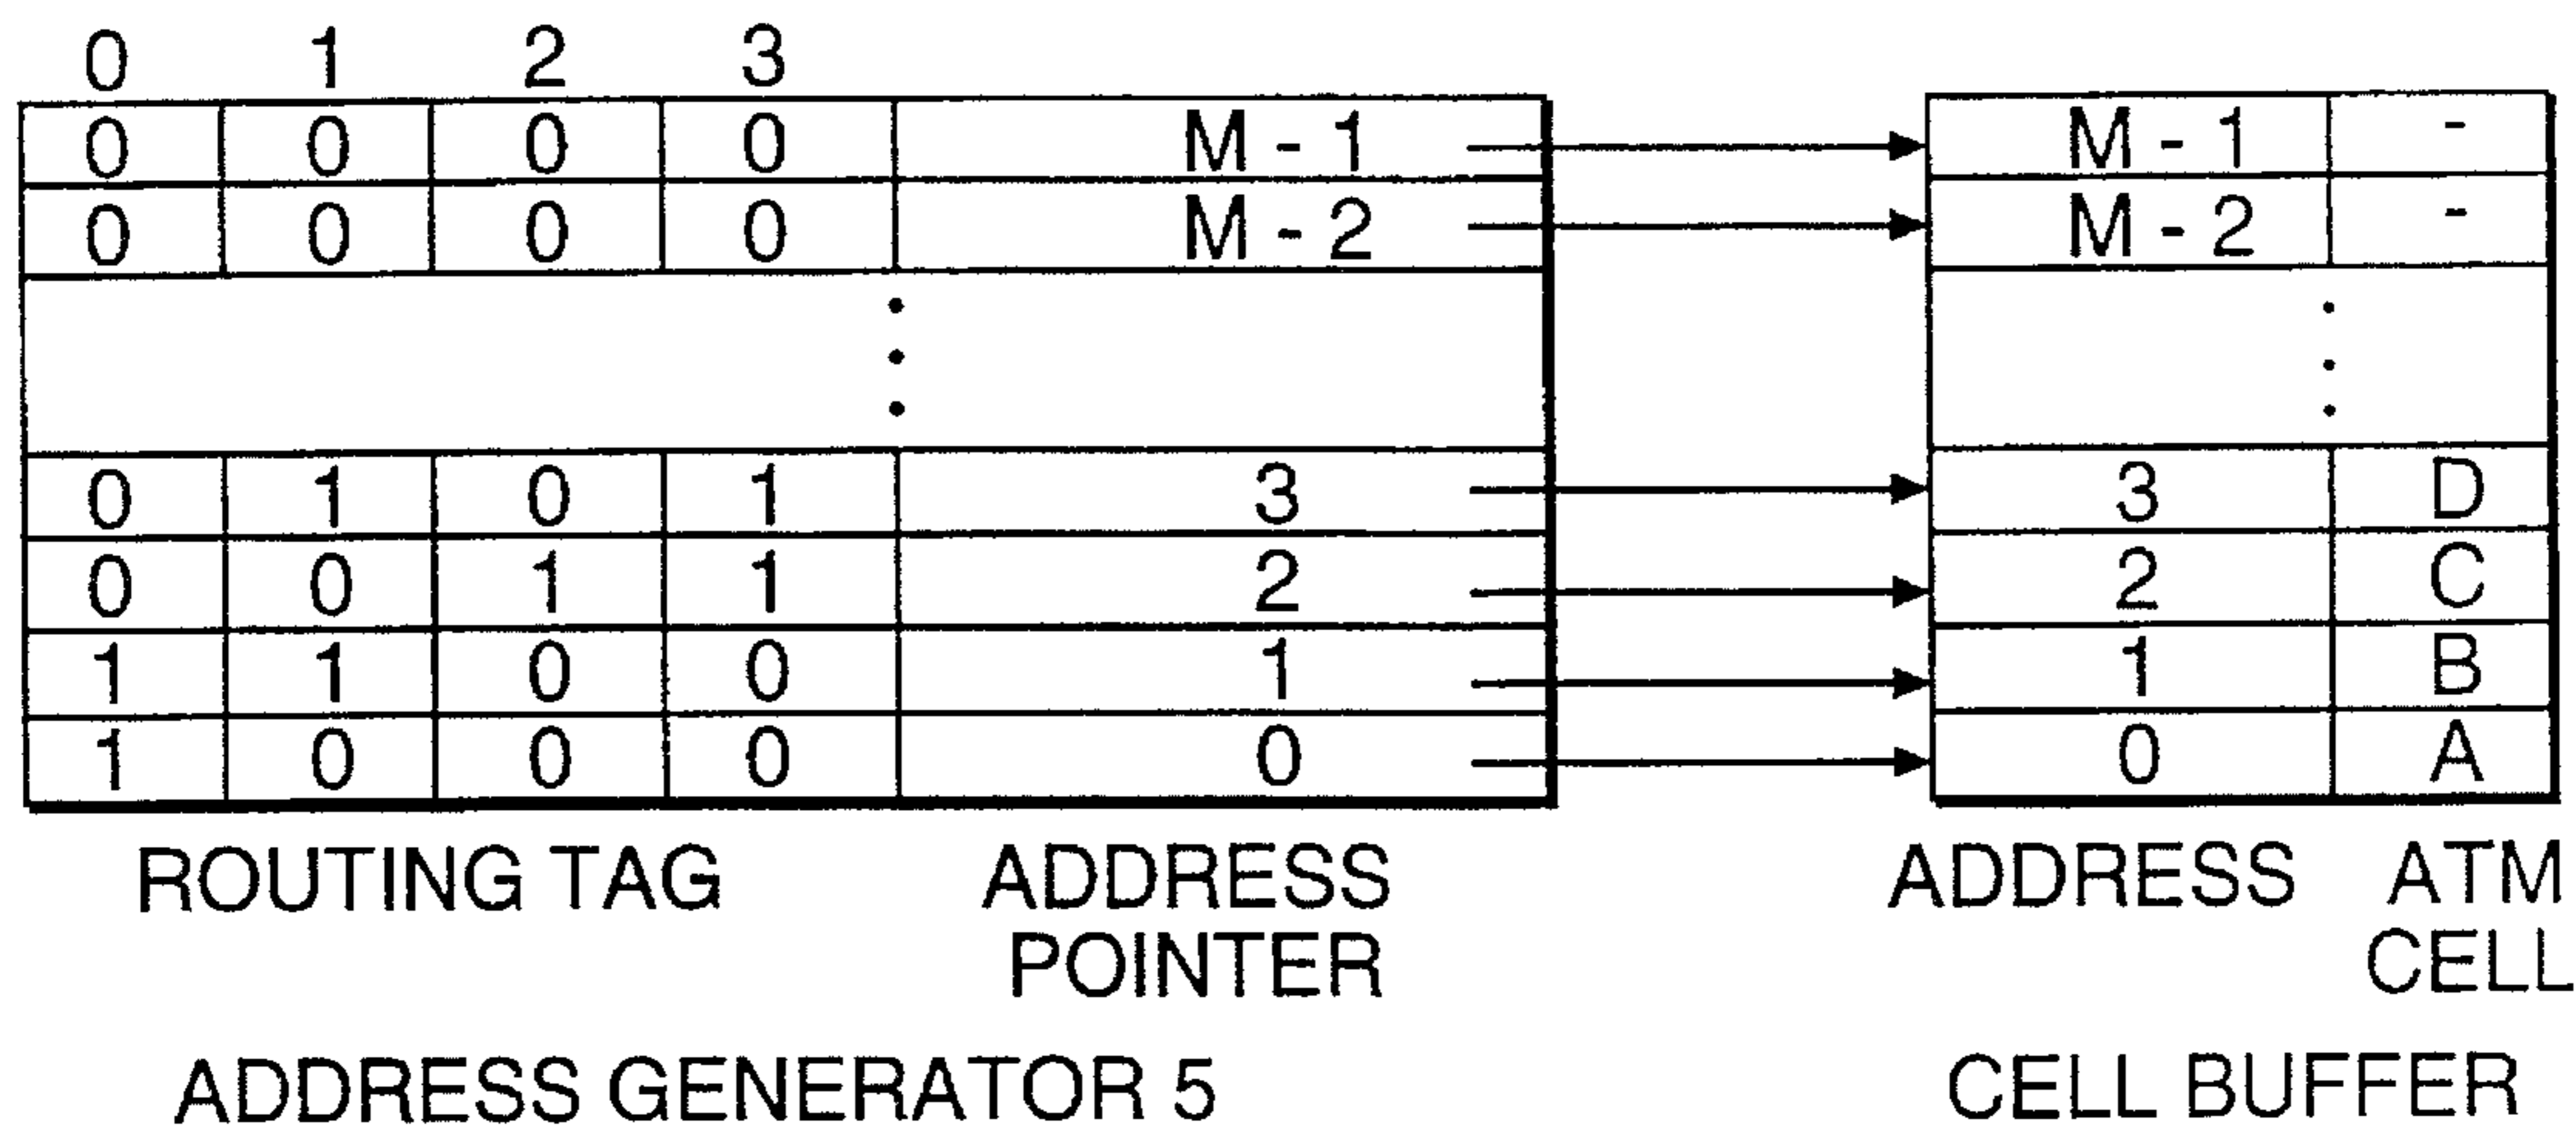 0 1 2 3
0 0 0 0 M - 1 M - 1 -
0 0 0 0 M - 2 M - 2 -
0 1 0 1 3 3 D
0 0 1 1 2 2 C
1 1 0 0 1 1 B
1 0 0 0 0 0 A
ROUTING TAG ADDRESS ADDRESS ATM
POINTER CELL
ADDRESS GENERATOR 5 CELL BUFFER